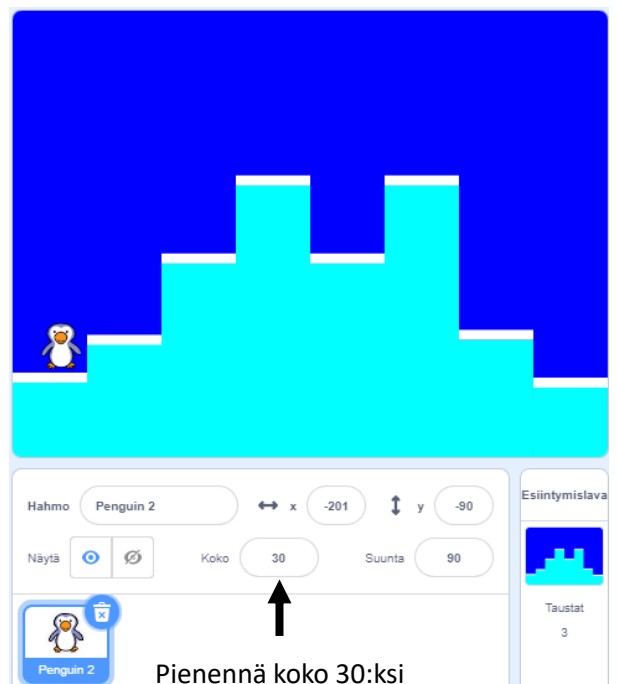 Hahmo Penguin 2 x -201 y -90
Näytä Koko 30 Suunta 90
Esiintymislava
Taustat
3
Penguin 2
Pienennä koko 30:ksi